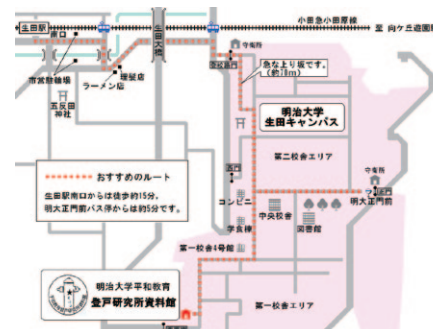 小田急小田原線
至 向ケ丘遊園駅
生田駅
南口
生田大橋
守衛所
市営駐輪場
理髪店
ラーメン店
急な上り坂です。
(約70m)
五反田
神社
明治大学
生田キャンパス
第二校舎エリア
守衛所
おすすめのルート
西門
正門
明大正門前
生田駅南口からは徒歩約15分、
明大正門前バス停からは約5分です。
コンビニ
中央校舎
学食棟
図書館
第一校舎1号館
明治大学平和教育
登戸研究所資料館
第一校舎エリア